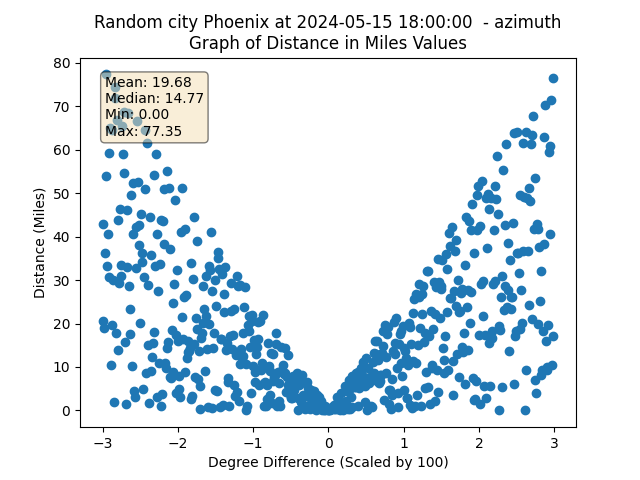 Random city Phoenix at 2024-05-15 18:00:00  - azimuth
Graph of Distance in Miles Values
Mean: 19.68
Median: 14.77
Min: 0.00
Max: 77.35
80
70
60
50
40
30
20
10
0
Distance (Miles)
−3
−2
−1
0
1
2
3
Degree Difference (Scaled by 100)